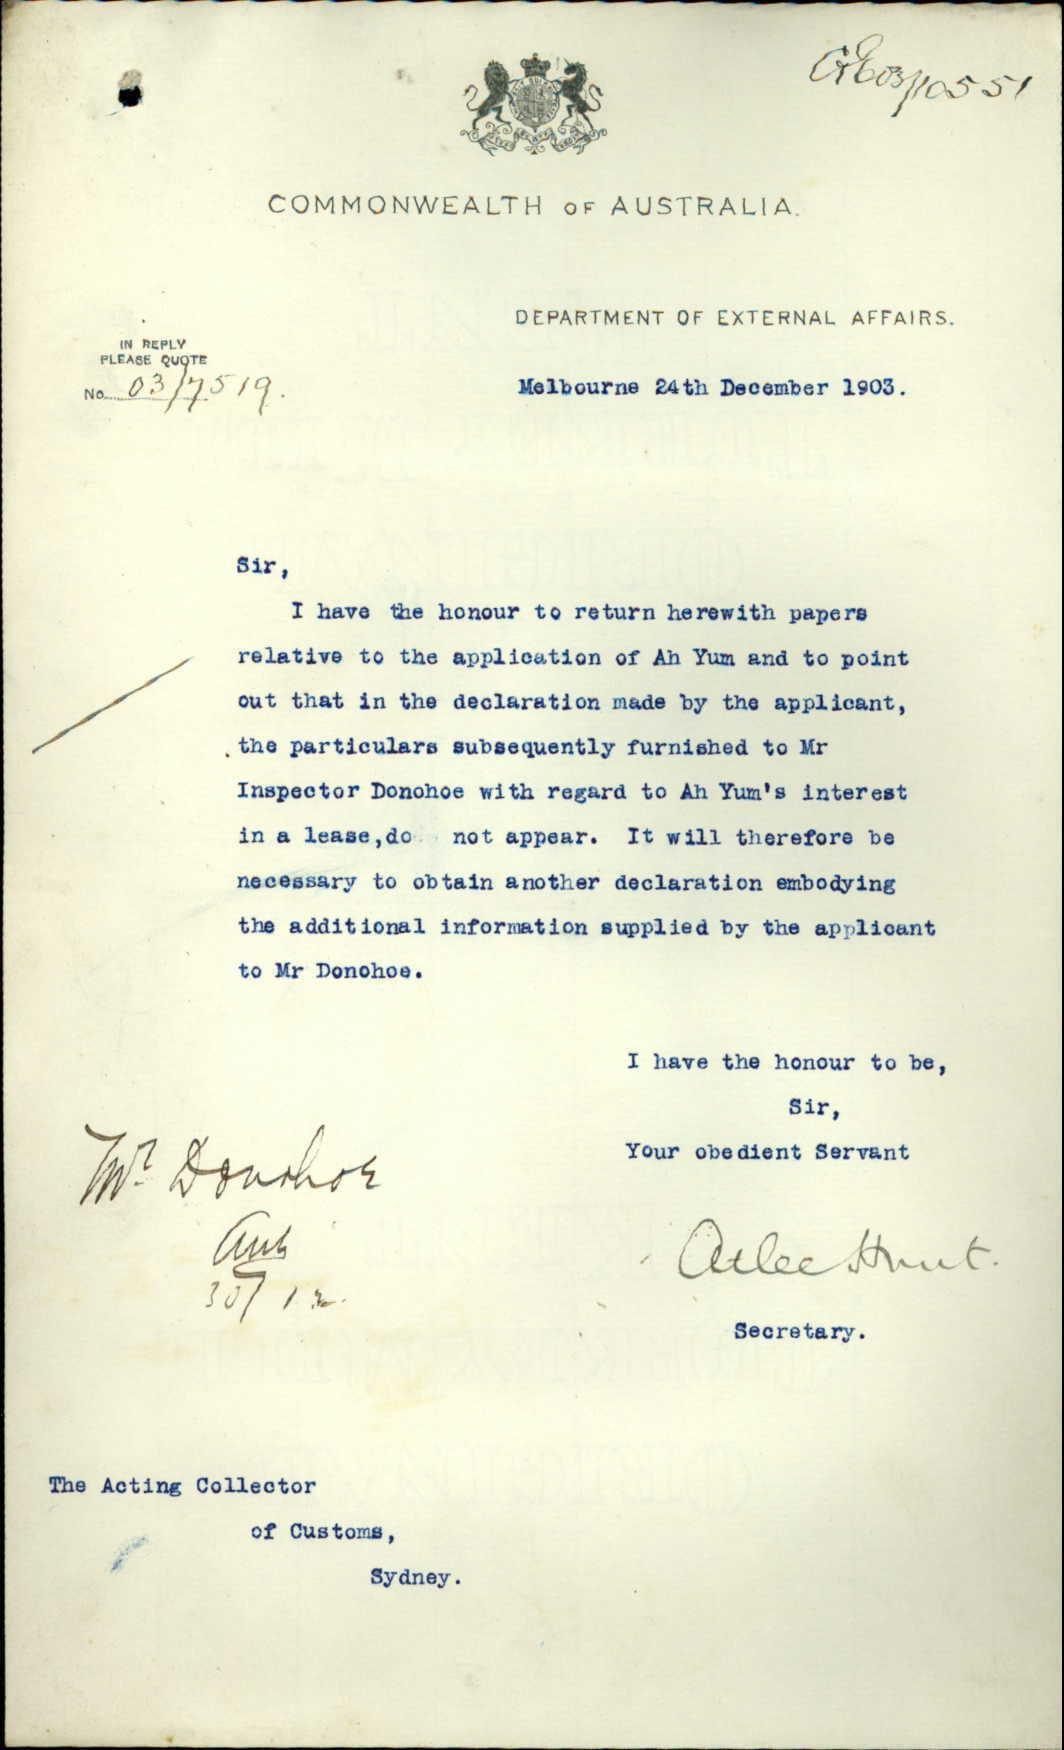 03/10551
COMMONWEALTH OF AUSTRALIA.
DEPARTMENT OF EXTERNAL AFFAIRS.
IN REPLY
PLEASE QUOTE
No. 03/7519.
Melbourne 24th December 1903.
Sir,
I have the honour to return herewith papers
relative to the application of Ah Yum and to point
out that in the declaration made by the applicant,
the particulars subsequently furnished to Mr
Inspector Donohoe with regard to Ah Yum's interest
in a lease,do not appear. It will therefore be
necessary to obtain another declaration embodying
the additional information supplied by the applicant
to Mr Donohoe.
I have the honour to be,
Sir,
Your obedient Servant
Atlee Hunt.
Secretary.
Mr Donohoe
30/12
The Acting Collector
of Customs,
Sydney.